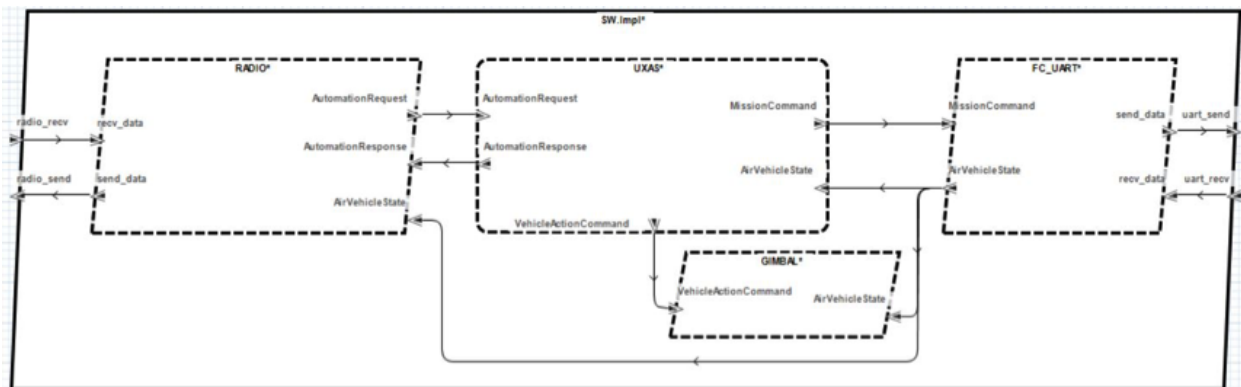 SW.Impl*
RADIO*
UXAS*
FC_UART*
AutomationRequest
AutomationRequest
MissionCommand
MissionCommand
send_data
uart_send
radio_recv
recv_data
AutomationResponse
AutomationResponse
AirVehicleState
AirVehicleState
recv_data
uart_recv
radio_send
send_data
AirVehicleState
VehicleActionCommand
GIMBAL*
VehicleActionCommand
AirVehicleState